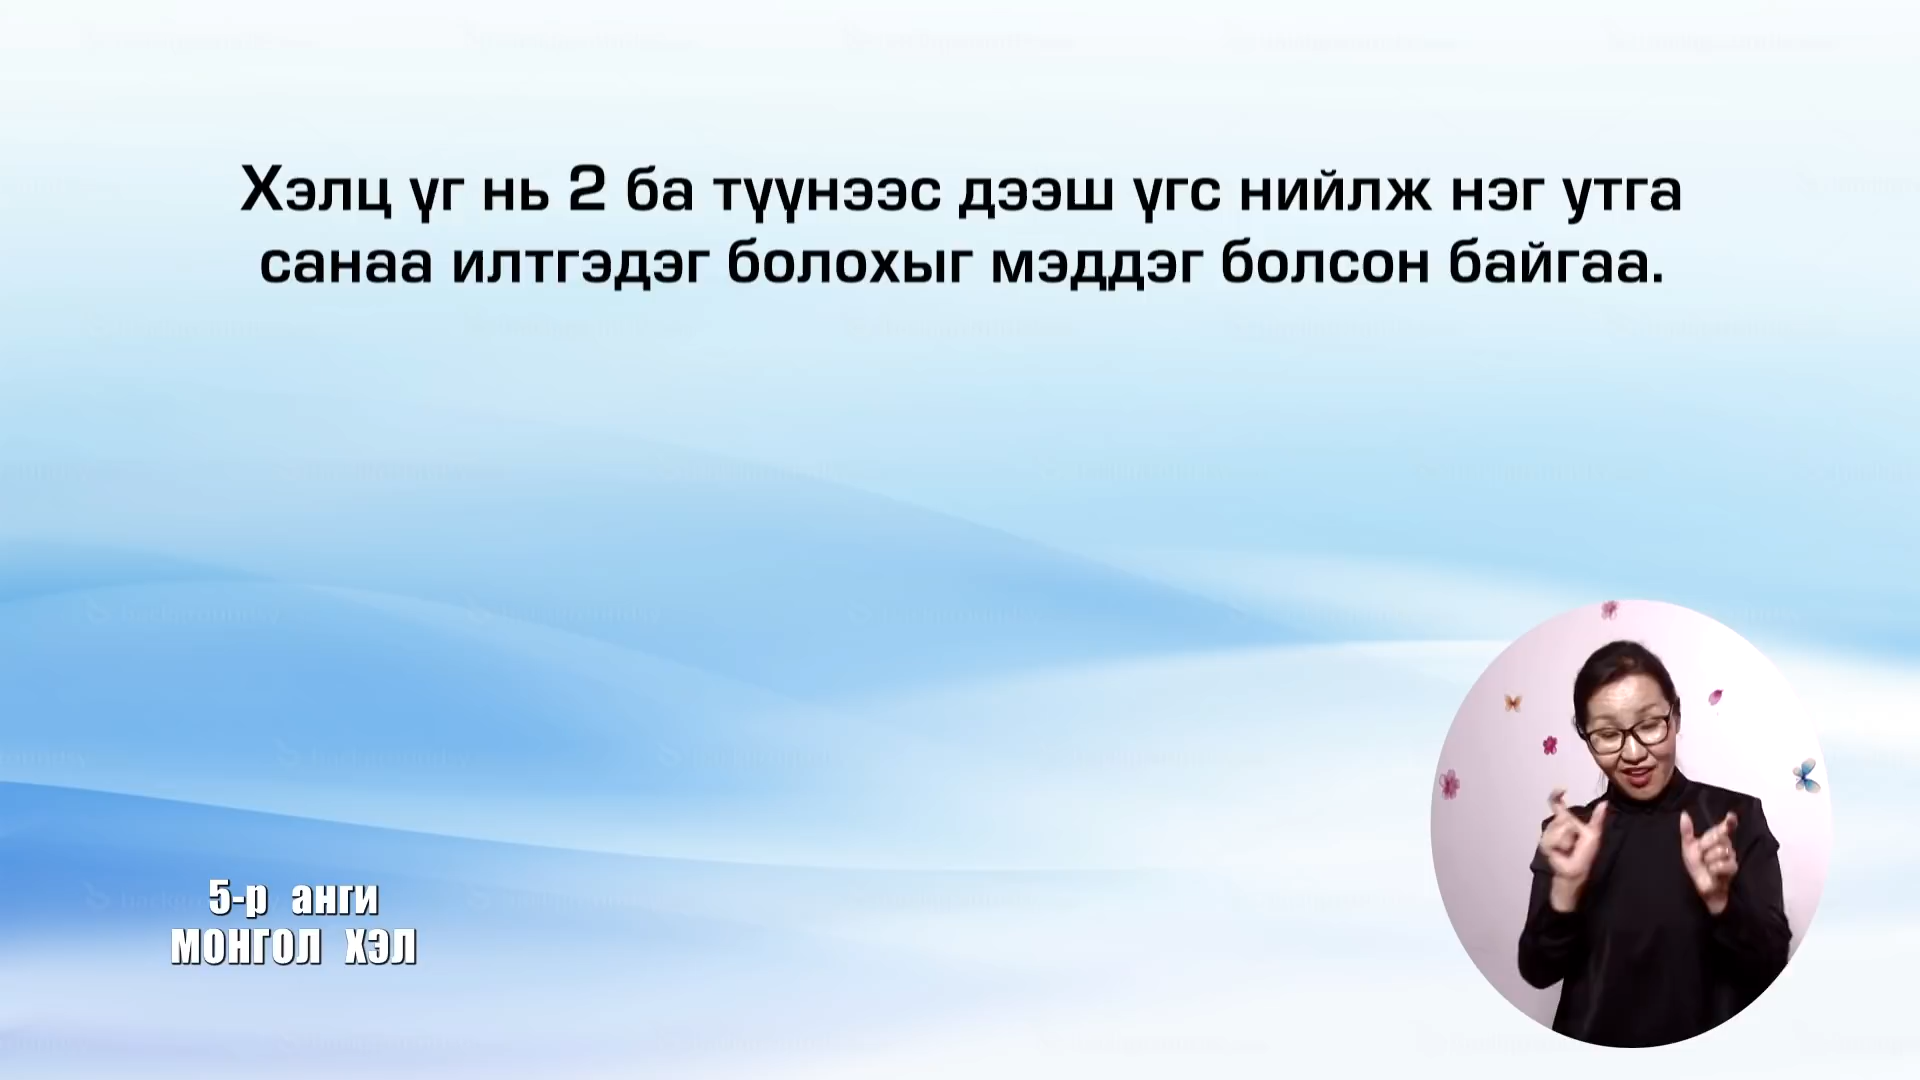 Хэлц үг нь 2 ба түүнээс дээш үгс нийлж нэг утга
санаа илтгэдэг болохыг мэддэг болсон байгаа.
5-р анги
МОНГОЛ ХЭЛ